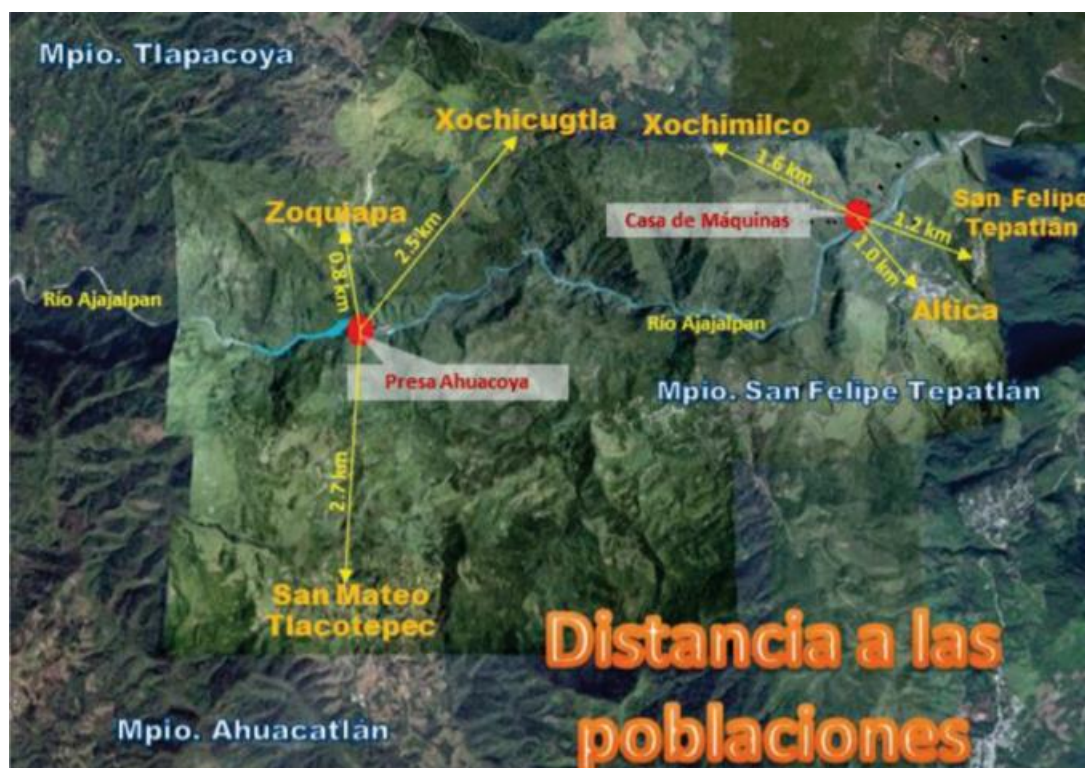 Mpio. Tlapacoya
Xochicugtla
Xochimilco
1.6 km
Zoquiapa
2.5 km
Casa de Máquinas
San Felipe
Tepatlán
1.2 km
0.8 km
1.0 km
Río Ajajalpan
Altica
Río Ajajalpan
Presa Ahuacoya
Mpio. San Felipe Tepatlán
2.7 km
San Mateo
Tlacotepec
Distancia a las
poblaciones
Mpio. Ahuacatlán